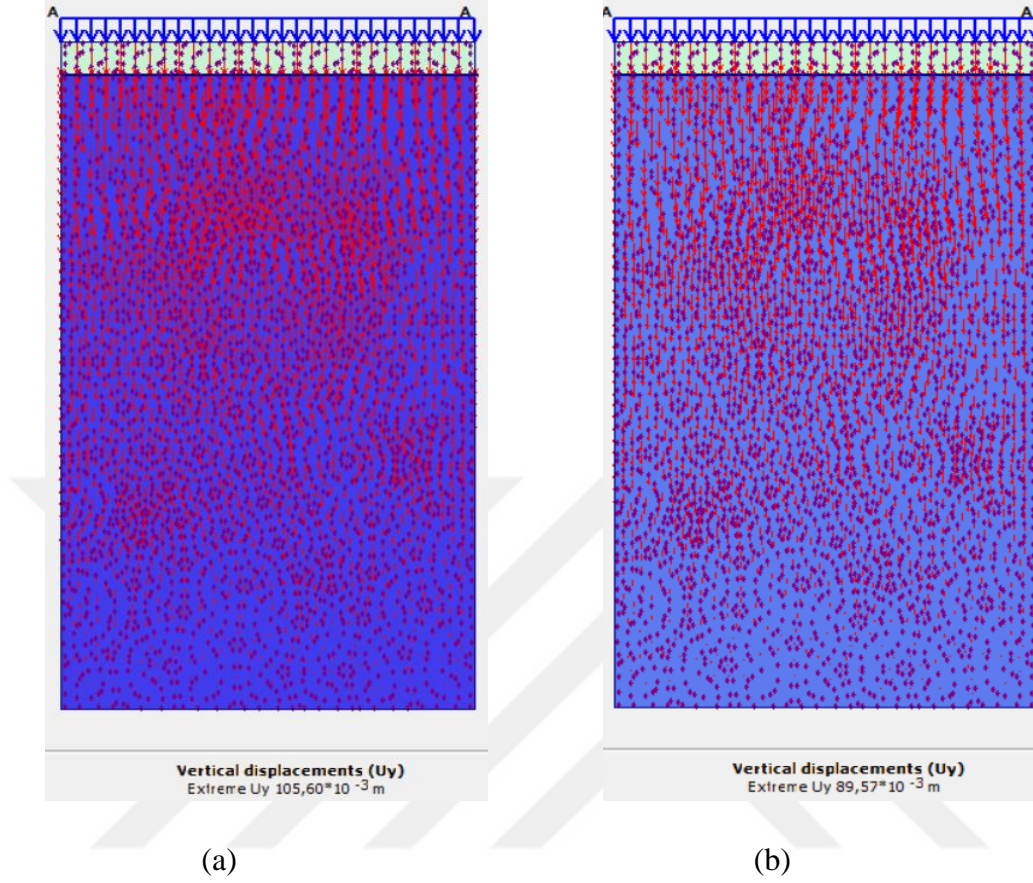 A A
A A
Vertical displacements (Uy)
Extreme Uy 105,60*10 -3 m
Vertical displacements (Uy)
Extreme Uy 89,57*10 -3 m
(a)
(b)